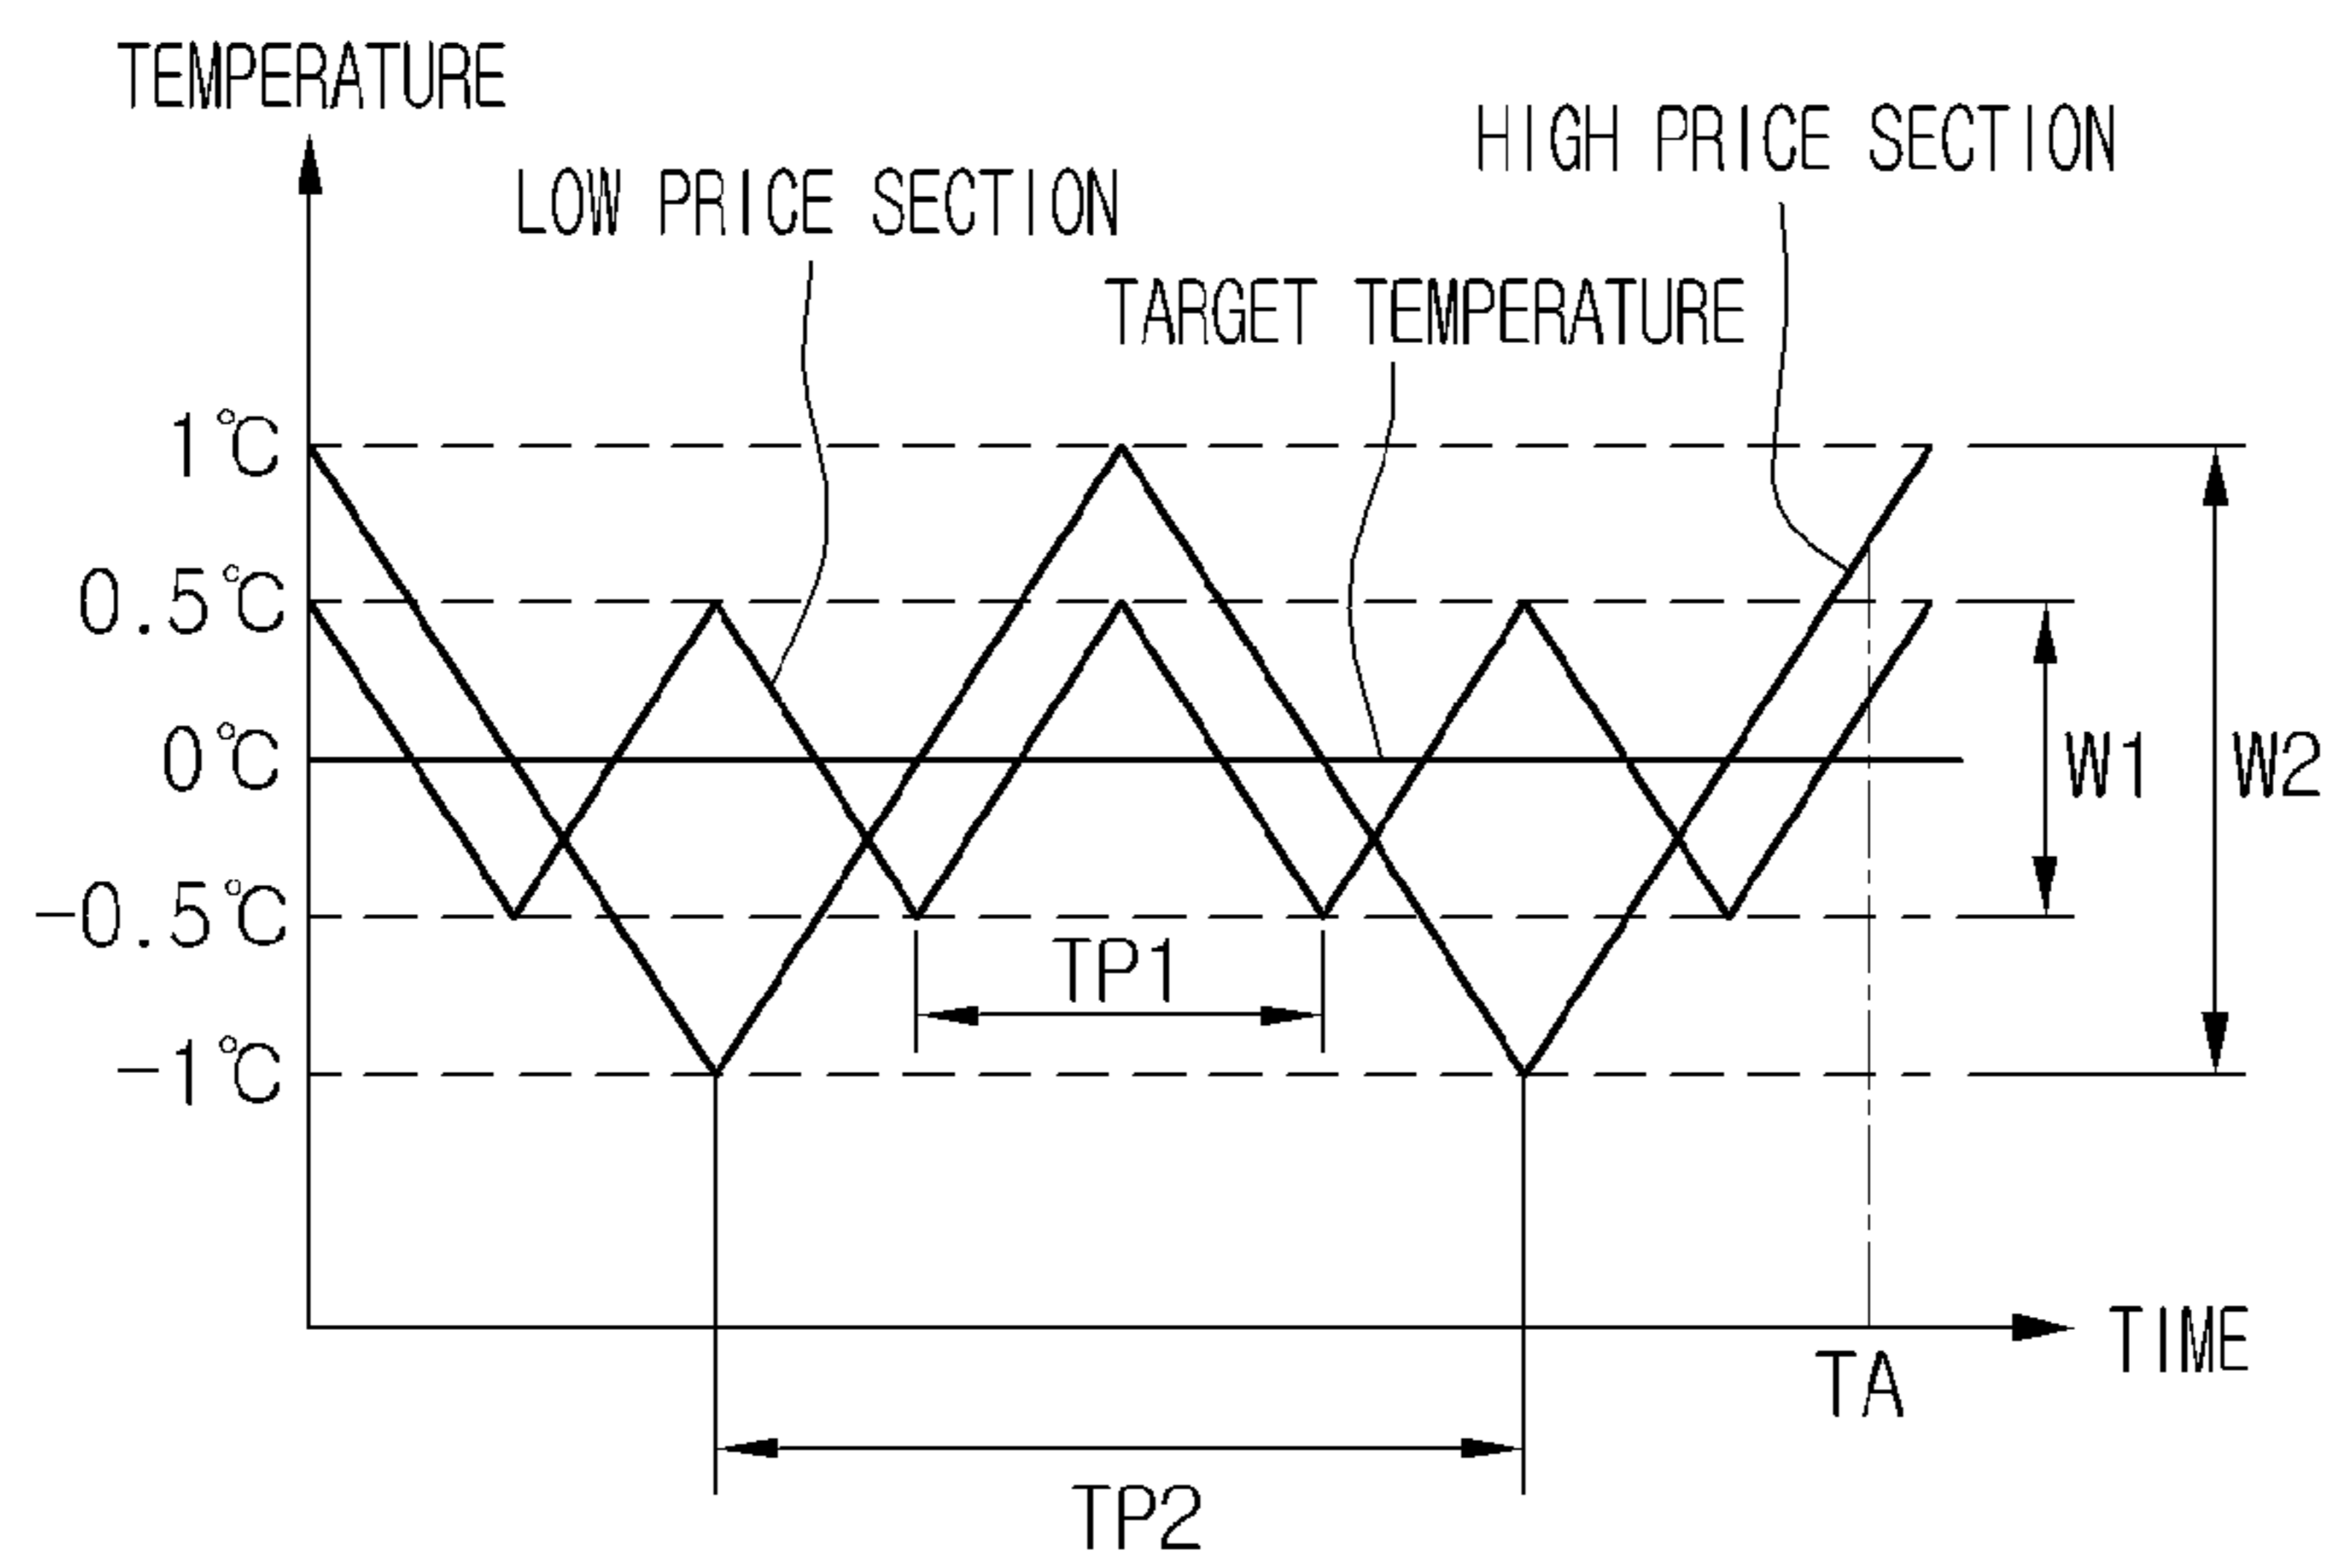 TEMPERATURE
HIGH PRICE SECTION
LOW PRICE SECTION
TARGET TEMPERATURE
1℃
0.5℃
0℃
W1
W2
-0.5℃
TP1
-1℃
TIME
TA
TP2